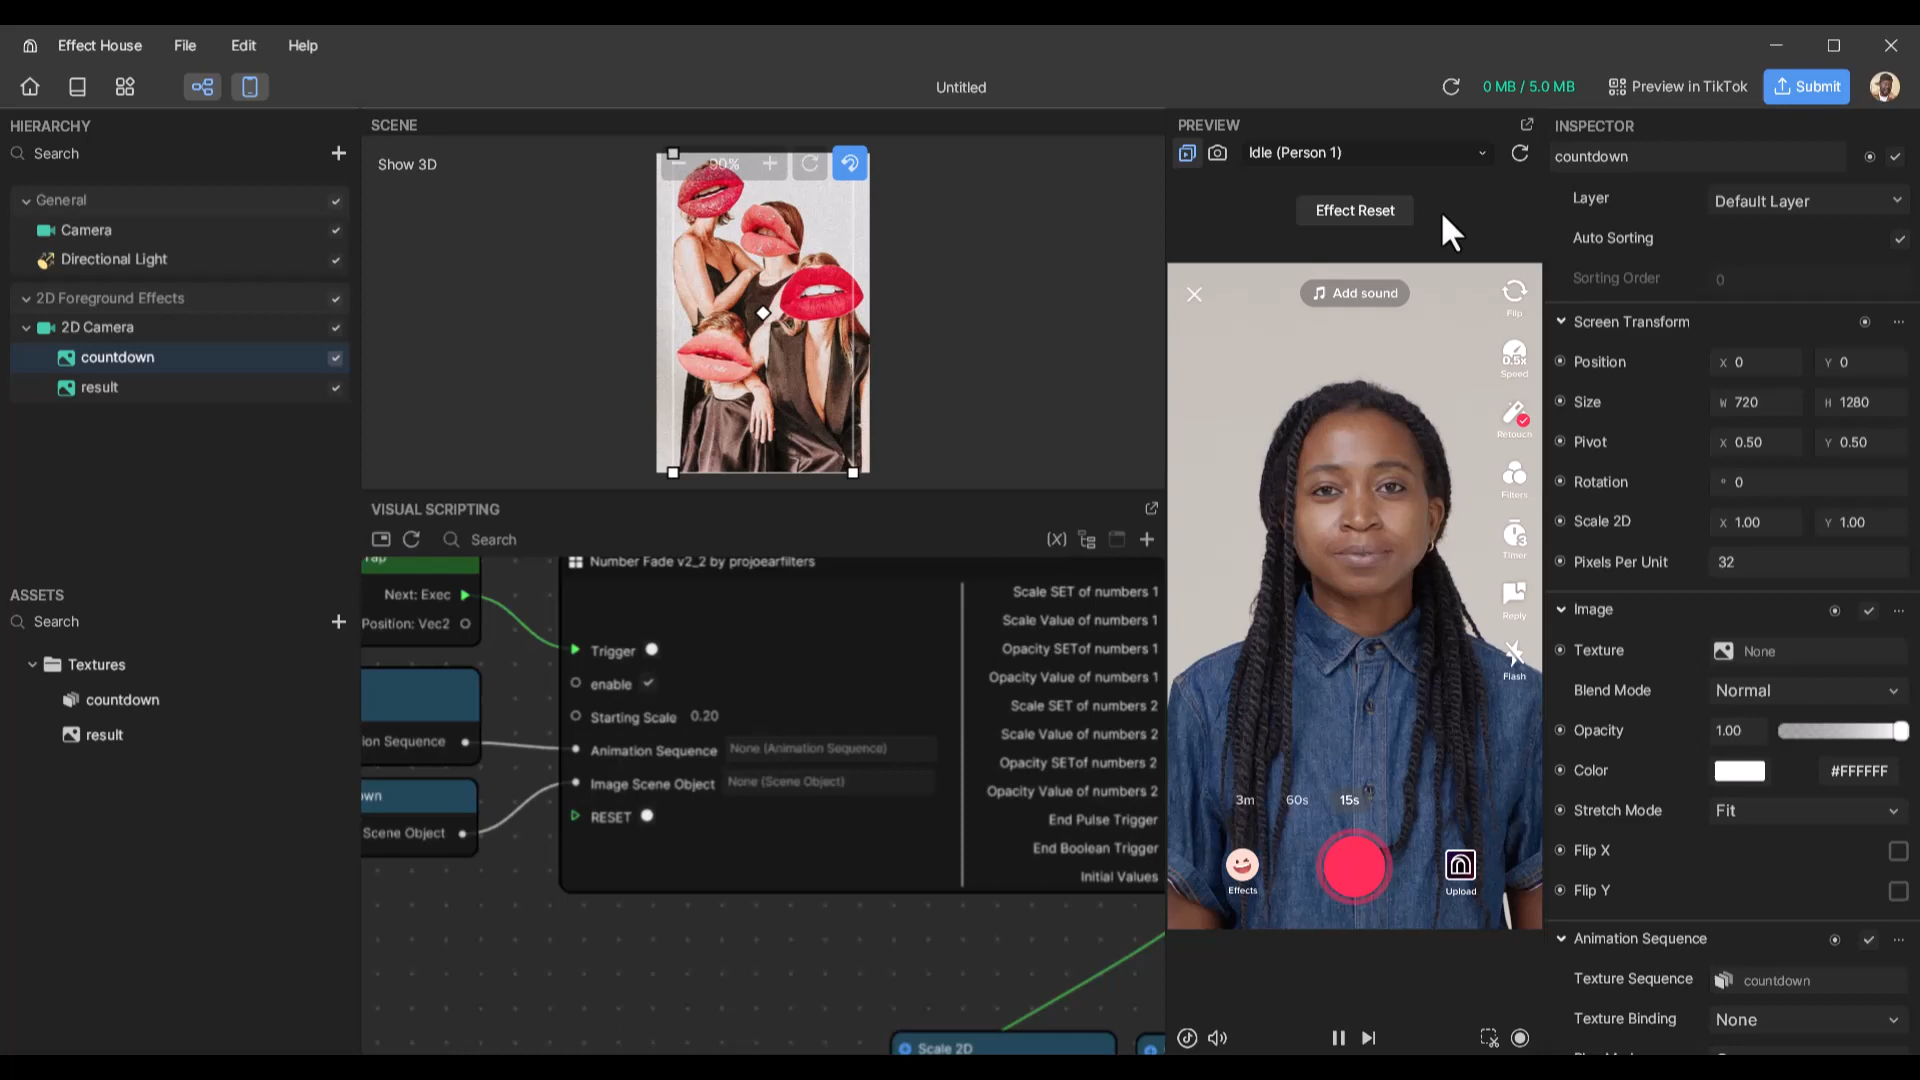 Effect House File Edit Help
Untitled
0 MB / 5.0 MB
Preview in TikTok
Submit
HIERARCHY
Search
General
Camera
Directional Light
2D Foreground Effects
2D Camera
countdown
result
ASSETS
Search
Textures
countdown
result
SCENE
Show 3D
90%
VISUAL SCRIPTING
(X)
Search
Tap
Next: Exec
Position: Vec2
ion Sequence
own
Scene Object
Number Fade v2_2 by projoearfilters
Trigger
enable
Starting Scale 0.20
Animation Sequence None (Animation Sequence)
Image Scene Object None (Scene Object)
RESET
Scale SET of numbers 1
Scale Value of numbers 1
Opacity SETof numbers 1
Opacity Value of numbers 1
Scale SET of numbers 2
Scale Value of numbers 2
Opacity SETof numbers 2
Opacity Value of numbers 2
End Pulse Trigger
End Boolean Trigger
Initial Values
Scale 2D
PREVIEW
Idle (Person 1)
Effect Reset
Add sound
Flip
0.5x
Speed
Retouch
Filters
3
Timer
Reply
Flash
3m 60s 15s
Effects
Upload
INSPECTOR
countdown
Layer Default Layer
Auto Sorting
Sorting Order 0
Screen Transform
Position X 0 Y 0
Size W 720 H 1280
Pivot X 0.50 Y 0.50
Rotation ° 0
Scale 2D X 1.00 Y 1.00
Pixels Per Unit 32
Image
Texture None
Blend Mode Normal
Opacity 1.00
Color #FFFFFF
Stretch Mode Fit
Flip X
Flip Y
Animation Sequence
Texture Sequence countdown
Texture Binding None